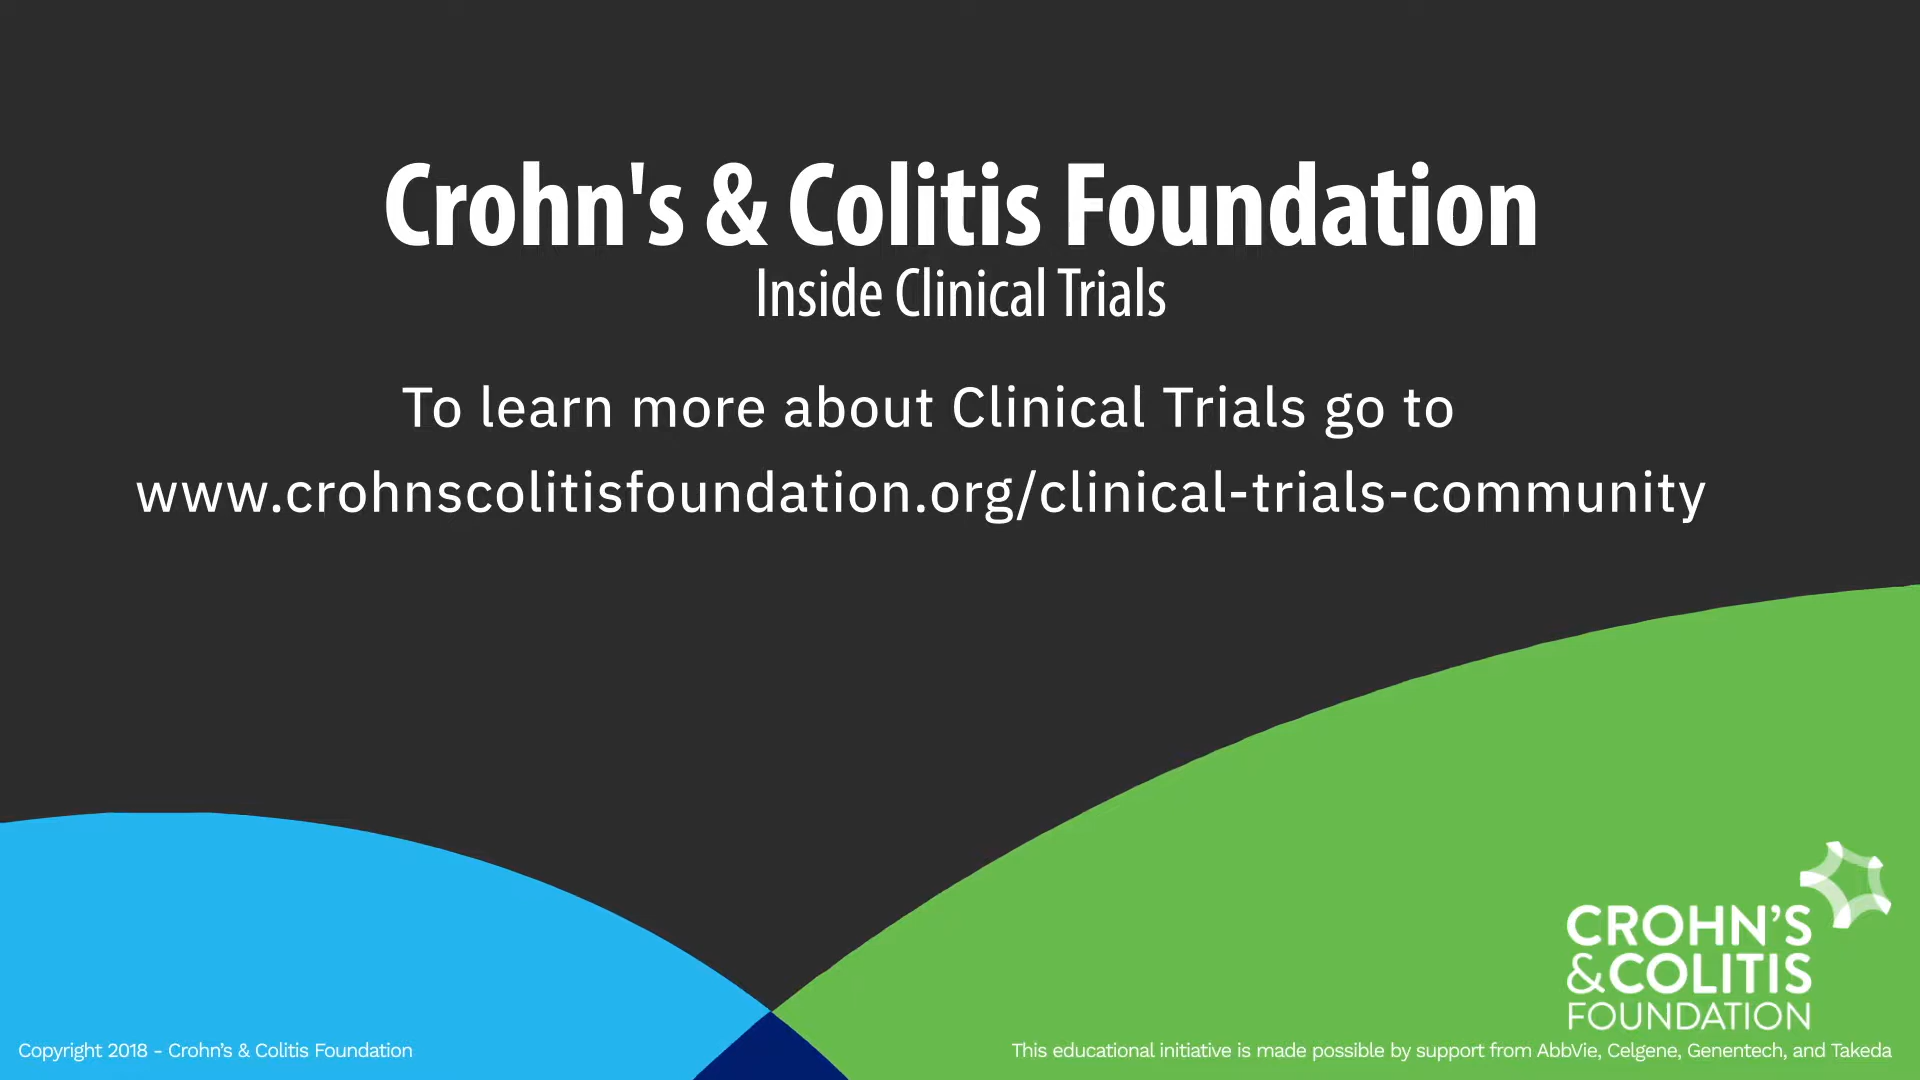 Crohn's & Colitis Foundation
Inside Clinical Trials
To learn more about Clinical Trials go to
www.crohnscolitisfoundation.org/clinical-trials-community
CROHN’S
&COLITIS
FOUNDATION
Copyright 2018 - Crohn’s & Colitis Foundation
This educational initiative is made possible by support from AbbVie, Celgene, Genentech, and Takeda